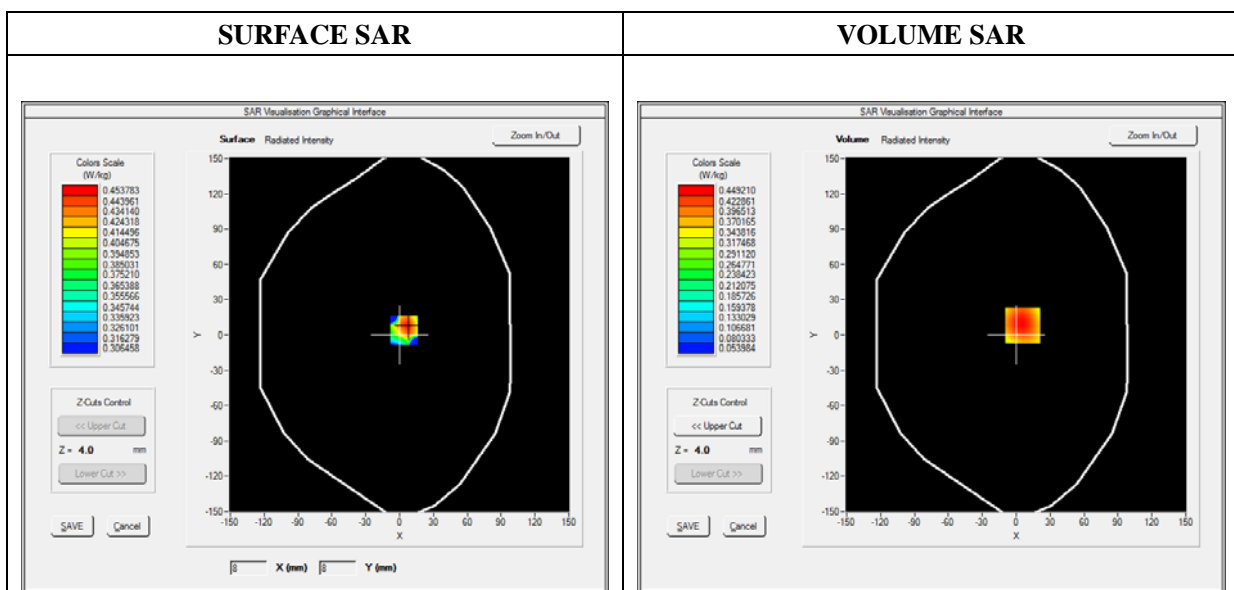 SURFACE SAR
VOLUME SAR
SAR Visualisation Graphical Interface
Surface Radiated Intensity
Zoom In/Out
Colors Scale
(W/kg)
0.453783
0.443961
0.434140
0.424318
0.414496
0.404675
0.394853
0.385031
0.375210
0.365388
0.355566
0.345744
0.335923
0.326101
0.316279
0.306458
Z-Cuts Control
<< Upper Cut
Z = 4.0 mm
Lower Cut >>
SAVE Cancel
150
120
90
60
30
0
-30
-60
-90
-120
-150
Y
-150 -120 -90 -60 -30 0 30 60 90 120 150
X
8 X (mm) 8 Y (mm)
SAR Visualisation Graphical Interface
Volume Radiated Intensity
Zoom In/Out
Colors Scale
(W/kg)
0.449210
0.422861
0.396513
0.370165
0.343816
0.317468
0.291120
0.264771
0.238423
0.212075
0.185726
0.159378
0.133029
0.106681
0.080333
0.053984
Z-Cuts Control
<< Upper Cut
Z = 4.0 mm
Lower Cut >>
SAVE Cancel
150
120
90
60
30
0
-30
-60
-90
-120
-150
Y
-150 -120 -90 -60 -30 0 30 60 90 120 150
X